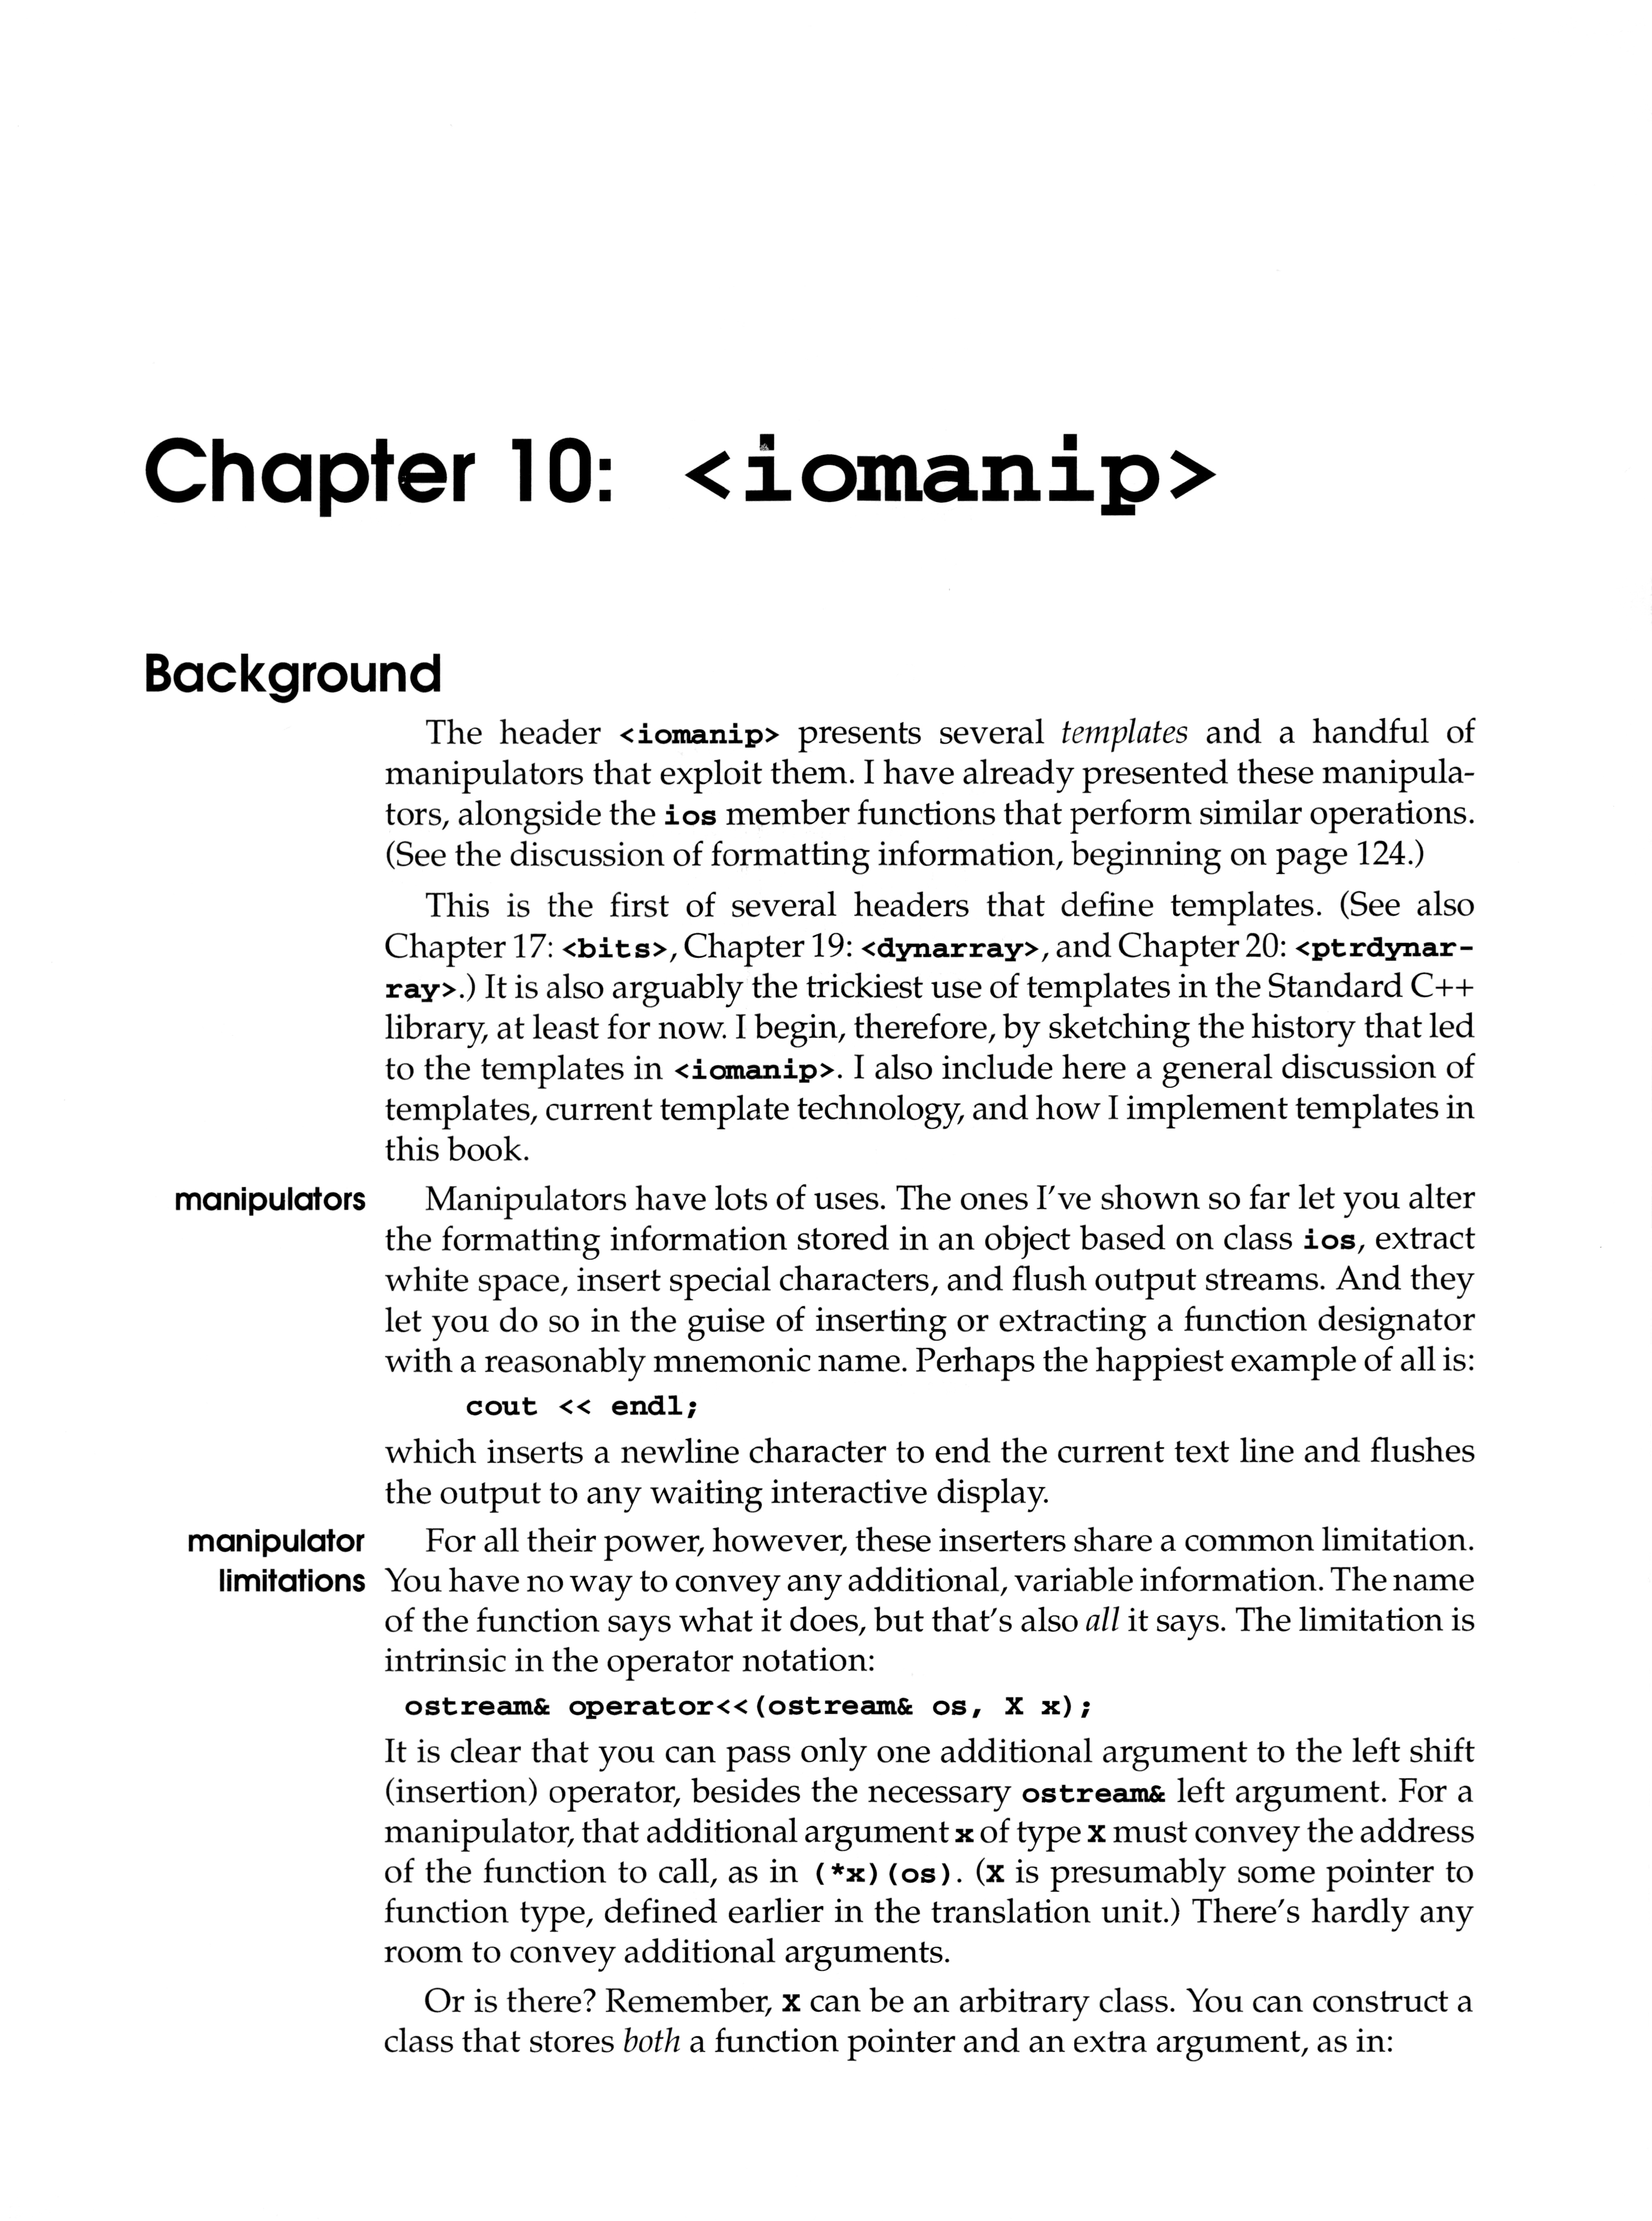 Chapter 10: <iomanip>
Background
The header <iomanip> presents several templates and a handful of
manipulators that exploit them. I have already presented these manipula-
tors, alongside the ios member functions that perform similar operations.
(See the discussion of formatting information, beginning on page 124.)
This is the first of several headers that define templates. (See also
Chapter 17: <bits>, Chapter 19: <dynarray>, and Chapter 20: <ptrdynar-
ray>.) It is also arguably the trickiest use of templates in the Standard C++
library, at least for now. I begin, therefore, by sketching the history that led
to the templates in <iomanip>. I also include here a general discussion of
templates, current template technology, and how I implement templates in
this book.
manipulators Manipulators have lots of uses. The ones I've shown so far let you alter
the formatting information stored in an object based on class ios, extract
white space, insert special characters, and flush output streams. And they
let you do so in the guise of inserting or extracting a function designator
with a reasonably mnemonic name. Perhaps the happiest example of all is:
cout << endl;
which inserts a newline character to end the current text line and flushes
the output to any waiting interactive display.
manipulator For all their power, however, these inserters share a common limitation.
limitations You have no way to convey any additional, variable information. The name
of the function says what it does, but that's also all it says. The limitation is
intrinsic in the operator notation:
ostream& operator<<(ostream& os, X x);
It is clear that you can pass only one additional argument to the left shift
(insertion) operator, besides the necessary ostream& left argument. For a
manipulator, that additional argument x of type X must convey the address
of the function to call, as in (*x)(os). (X is presumably some pointer to
function type, defined earlier in the translation unit.) There's hardly any
room to convey additional arguments.
Or is there? Remember, X can be an arbitrary class. You can construct a
class that stores both a function pointer and an extra argument, as in: